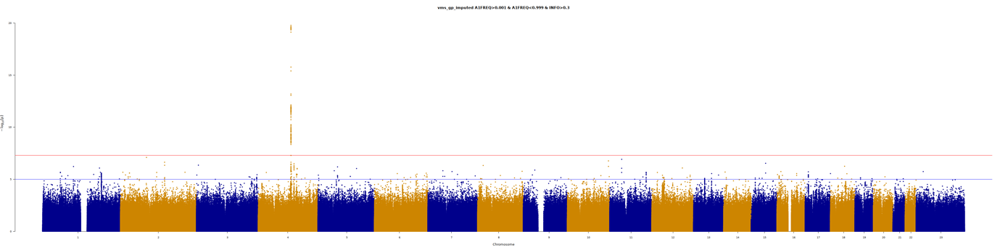 vms_gp_imputed A1FREQ>0.001 & A1FREQ<0.999 & INFO>0.3
20
15
10
5
0
−log₁₀(p)
1 2 3 4 5 6 7 8 9 10 11 12 13 14 15 16 17 18 19 20 21 22 23
Chromosome